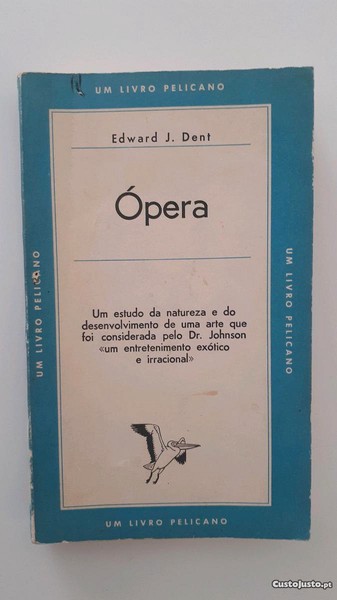 UM LIVRO PELICANO
Edward J. Dent
Ópera
UM LIVRO PELICANO
UM LIVRO PELICANO
Um estudo da natureza e do
desenvolvimento de uma arte que
foi considerada pelo Dr. Johnson
«um entretenimento exótico
e irracional»
UM LIVRO PELICANO
CustoJusto.pt